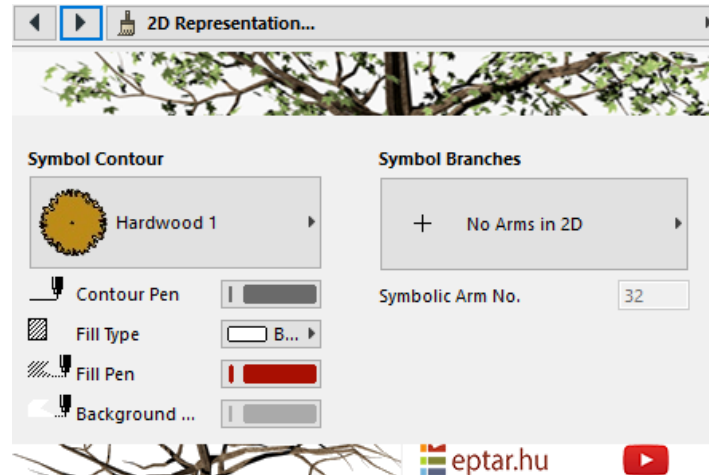 2D Representation...
Symbol Contour
Hardwood 1
Contour Pen
Fill Type
B...
Fill Pen
Background ...
Symbol Branches
No Arms in 2D
Symbolic Arm No.
32
eptar.hu